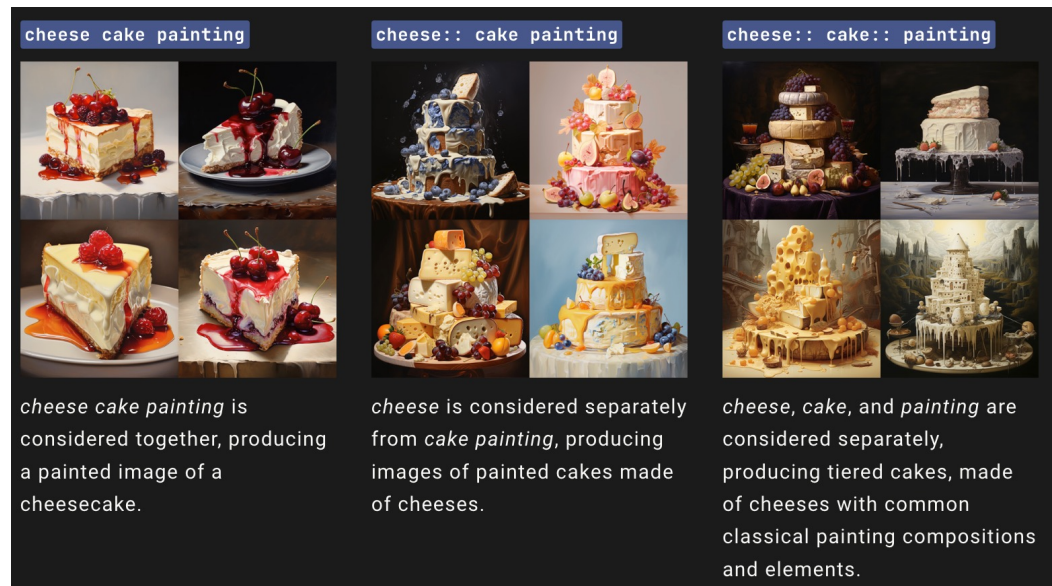 cheese cake painting
cheese cake painting is
considered together, producing
a painted image of a
cheesecake.
cheese:: cake painting
cheese is considered separately
from cake painting, producing
images of painted cakes made
of cheeses.
cheese:: cake:: painting
cheese, cake, and painting are
considered separately,
producing tiered cakes, made
of cheeses with common
classical painting compositions
and elements.